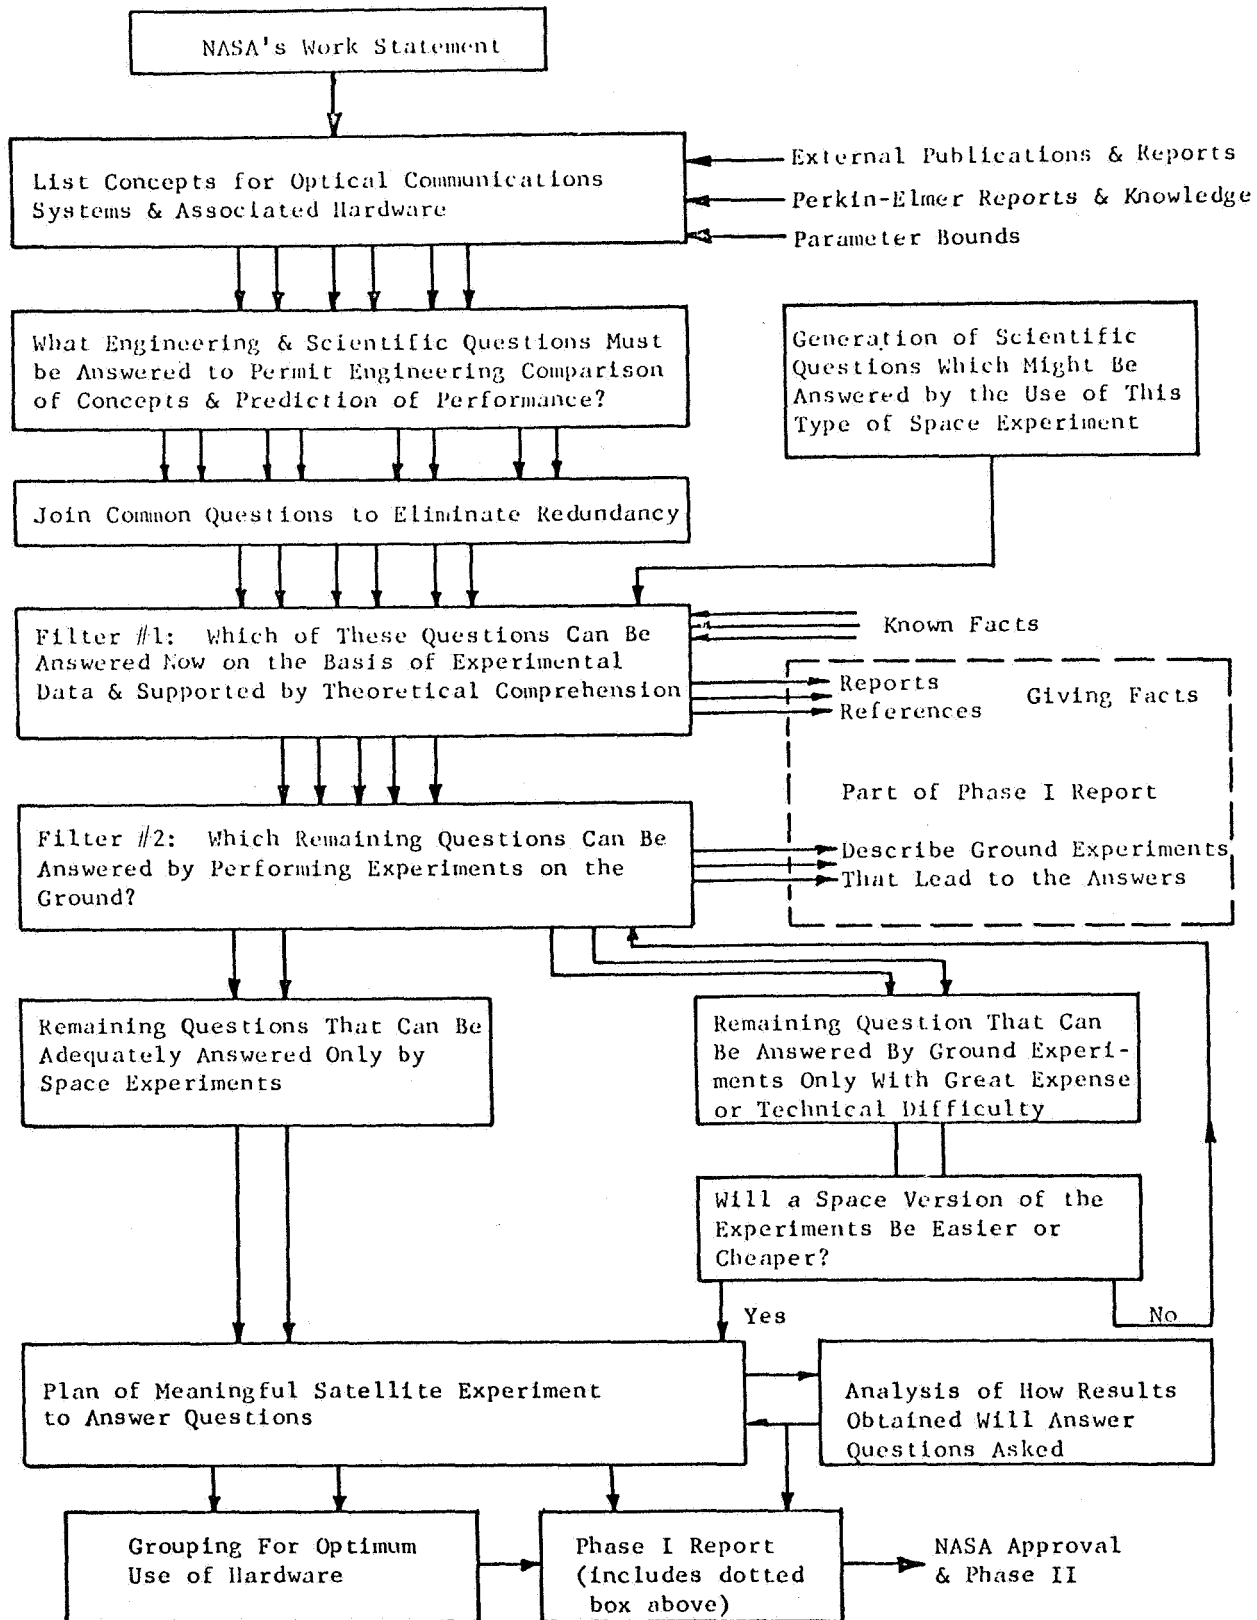 NASA's Work Statement
List Concepts for Optical Communications
Systems & Associated Hardware
External Publications & Reports
Perkin-Elmer Reports & Knowledge
Parameter Bounds
What Engineering & Scientific Questions Must
be Answered to Permit Engineering Comparison
of Concepts & Prediction of Performance?
Generation of Scientific
Questions Which Might Be
Answered by the Use of This
Type of Space Experiment
Join Common Questions to Eliminate Redundancy
Filter #1: Which of These Questions Can Be
Answered Now on the Basis of Experimental
Data & Supported by Theoretical Comprehension
Known Facts
Reports
References
Giving Facts
Part of Phase I Report
Filter #2: Which Remaining Questions Can Be
Answered by Performing Experiments on the
Ground?
Describe Ground Experiments
That Lead to the Answers
Remaining Questions That Can Be
Adequately Answered Only by
Space Experiments
Remaining Question That Can
Be Answered By Ground Experi-
ments Only With Great Expense
or Technical Difficulty
Will a Space Version of the
Experiments Be Easier or
Cheaper?
Yes
No
Plan of Meaningful Satellite Experiment
to Answer Questions
Analysis of How Results
Obtained Will Answer
Questions Asked
Grouping For Optimum
Use of Hardware
Phase I Report
(includes dotted
box above)
NASA Approval
& Phase II